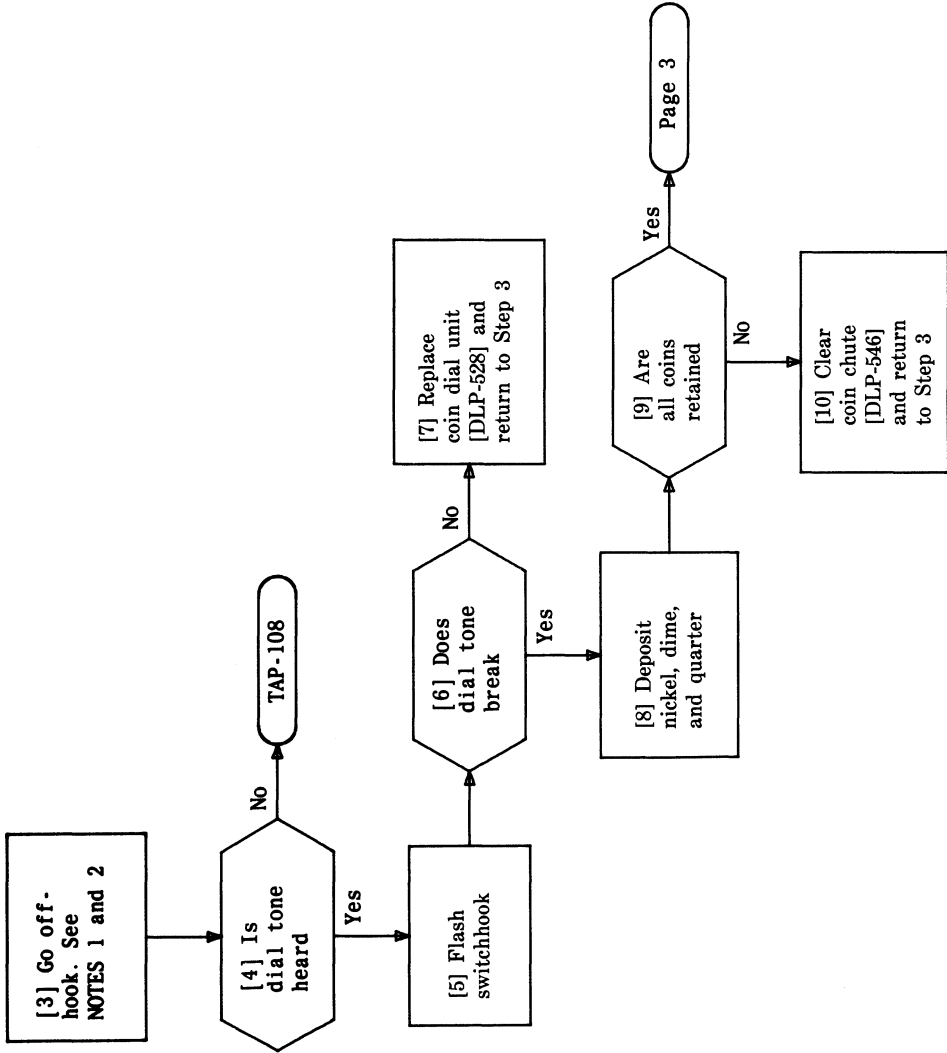 [3] Go off-
hook. See
NOTES 1 and 2
[4] Is
dial tone
heard
No
TAP-108
Yes
[5] Flash
switchhook
[6] Does
dial tone
break
No
[7] Replace
coin dial unit
[DLP-528] and
return to Step 3
Yes
[8] Deposit
nickel, dime,
and quarter
[9] Are
all coins
retained
Yes
Page 3
No
[10] Clear
coin chute
[DLP-546]
and return
to Step 3